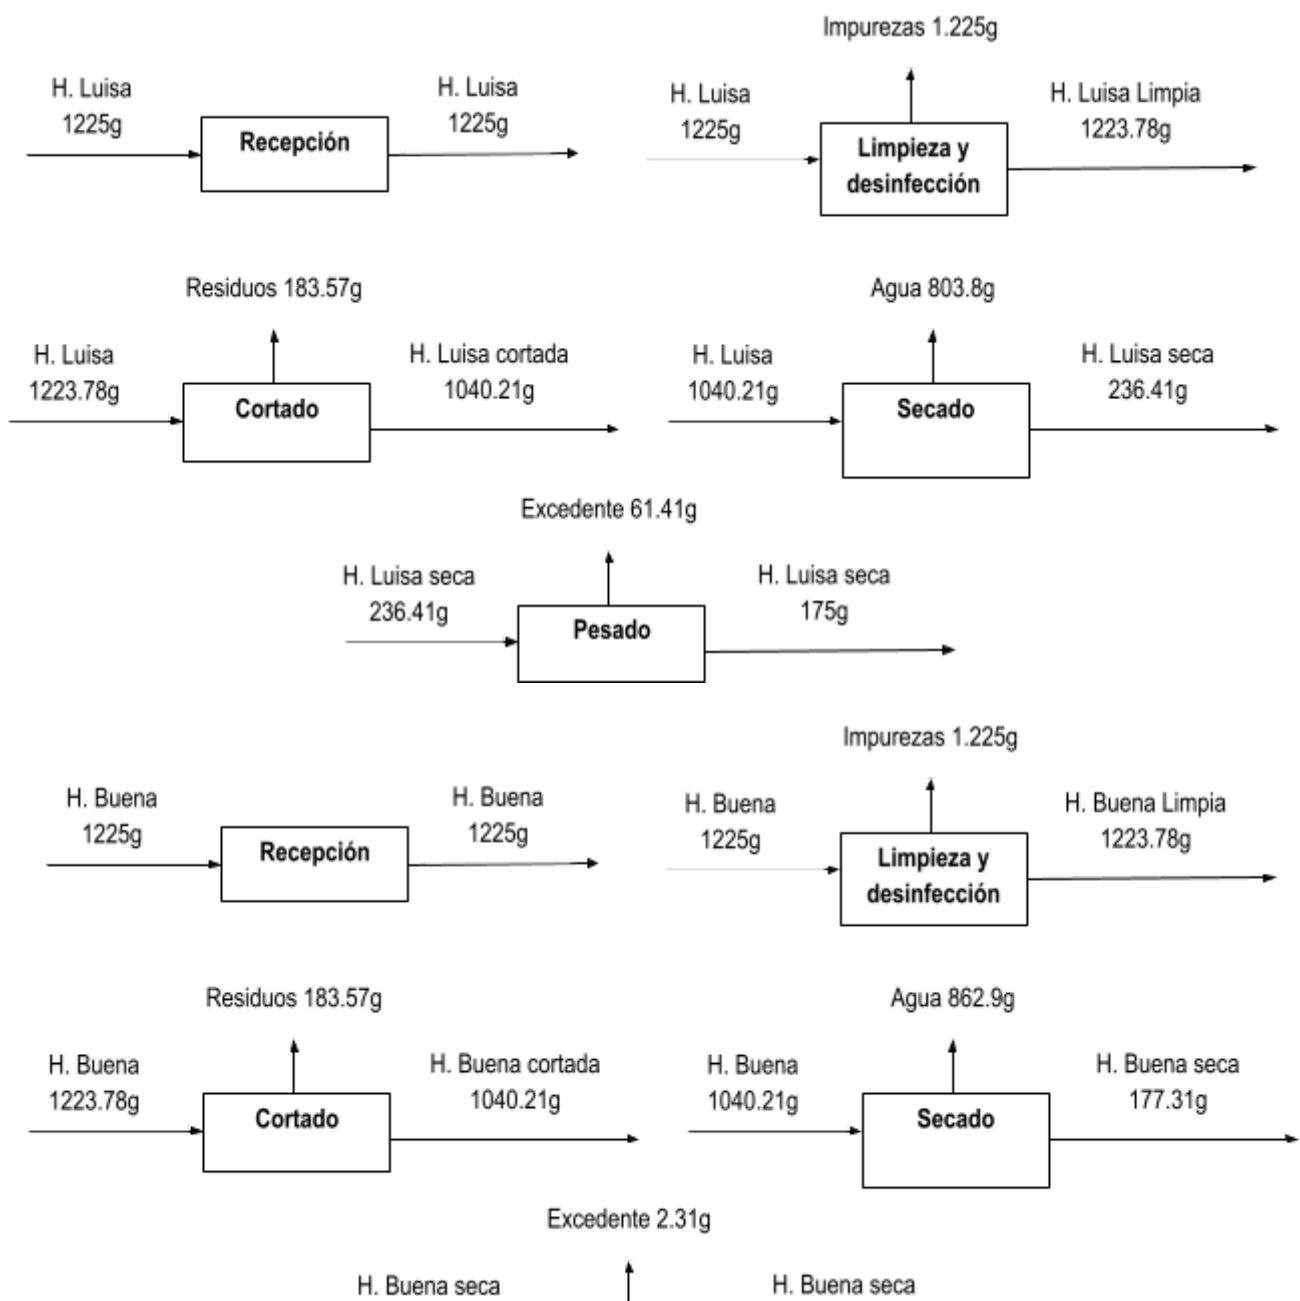 Impurezas 1.225g
H. Luisa
1225g
Recepción
H. Luisa
1225g
H. Luisa
1225g
Limpieza y
desinfección
H. Luisa Limpia
1223.78g
Residuos 183.57g
H. Luisa
1223.78g
Cortado
H. Luisa cortada
1040.21g
Agua 803.8g
H. Luisa
1040.21g
Secado
H. Luisa seca
236.41g
Excedente 61.41g
H. Luisa seca
236.41g
Pesado
H. Luisa seca
175g
Impurezas 1.225g
H. Buena
1225g
Recepción
H. Buena
1225g
H. Buena
1225g
Limpieza y
desinfección
H. Buena Limpia
1223.78g
Residuos 183.57g
H. Buena
1223.78g
Cortado
H. Buena cortada
1040.21g
Agua 862.9g
H. Buena
1040.21g
Secado
H. Buena seca
177.31g
Excedente 2.31g
H. Buena seca
H. Buena seca